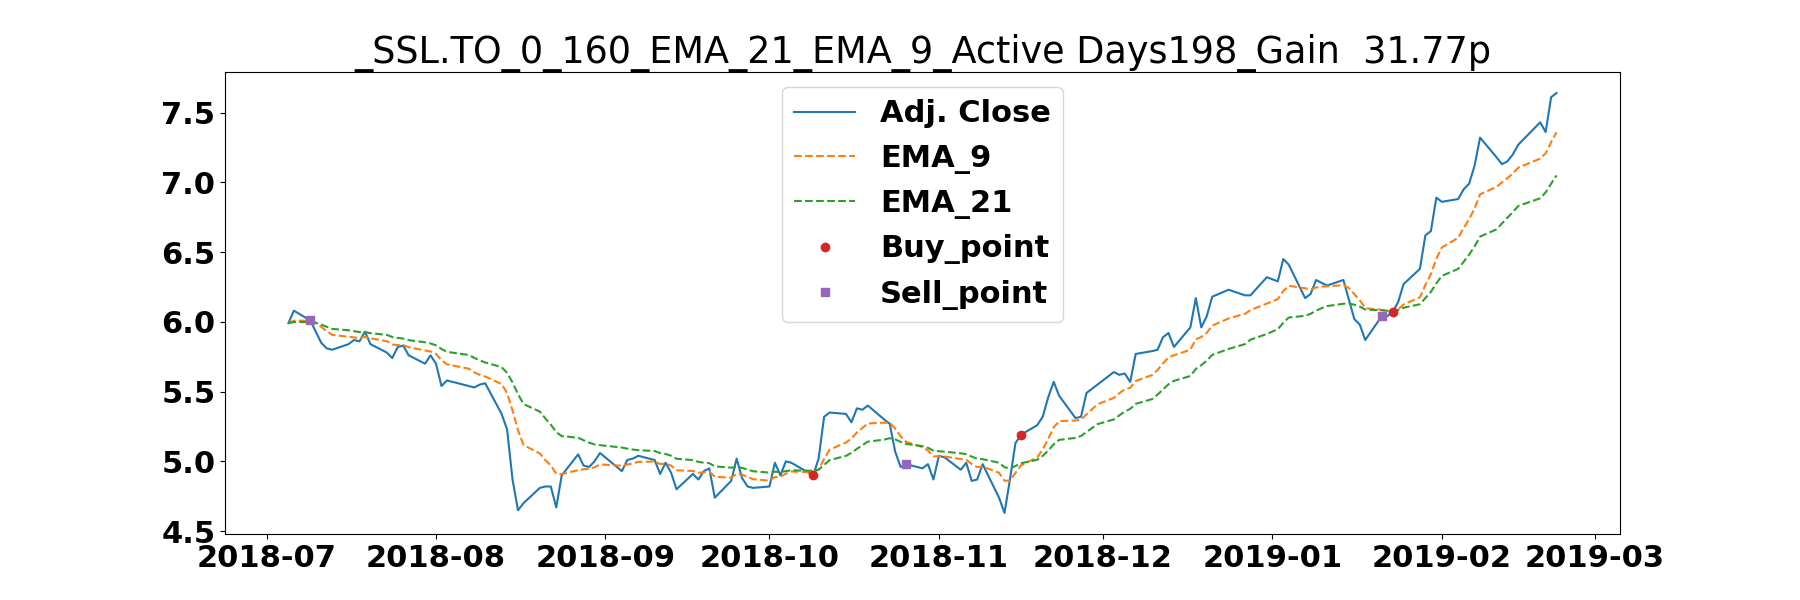 _SSL.TO_0_160_EMA_21_EMA_9_Active Days198_Gain  31.77p
7.5
7.0
6.5
6.0
5.5
5.0
4.5
Adj. Close
EMA_9
EMA_21
Buy_point
Sell_point
2018-07 2018-08 2018-09 2018-10 2018-11 2018-12 2019-01 2019-02 2019-03